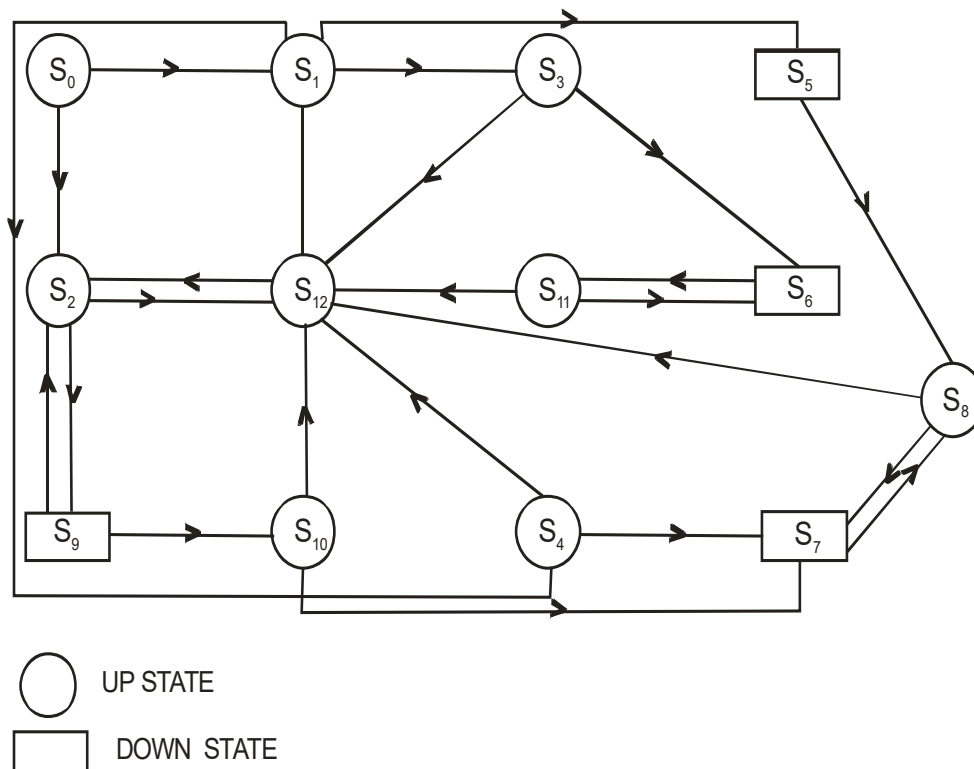 S₀ S₁ S₃ S₅
S₂ S₁₂ S₁₁ S₆
S₈
S₉ S₁₀ S₄ S₇
UP STATE
DOWN STATE